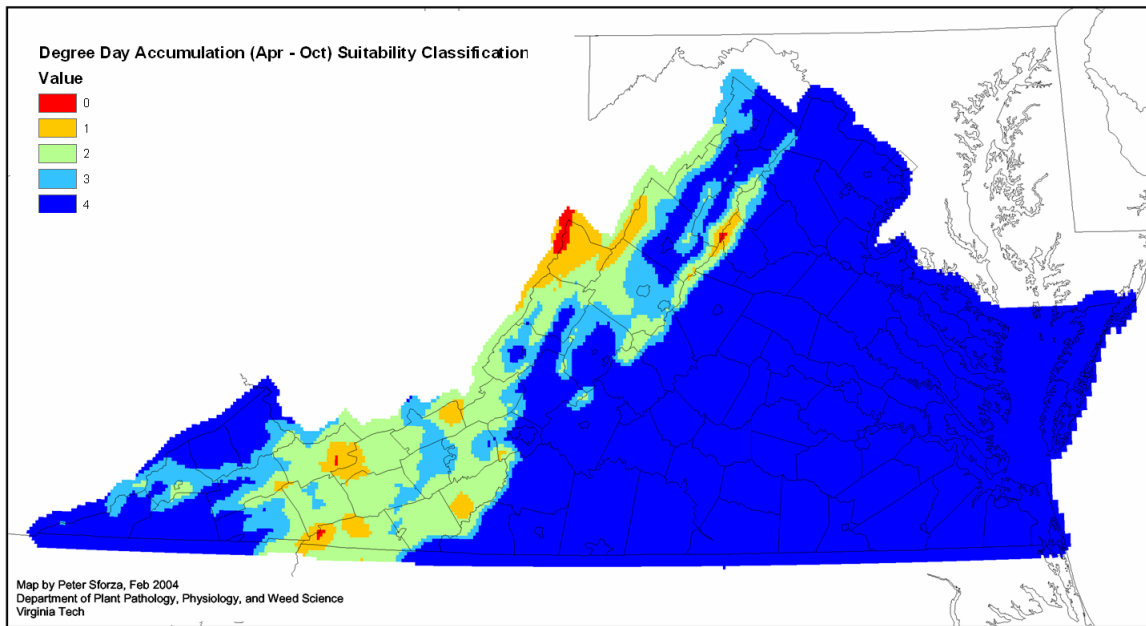 Degree Day Accumulation (Apr - Oct) Suitability Classification
Value
0
1
2
3
4
Map by Peter Sforza, Feb 2004
Department of Plant Pathology, Physiology, and Weed Science
Virginia Tech